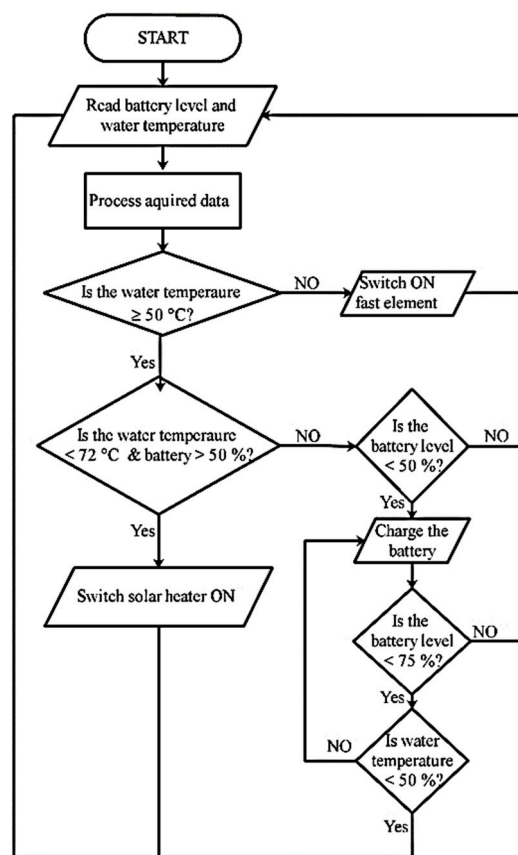 START
Read battery level and
water temperature
Process aquired data
Is the water temperaure
≥ 50 °C?
NO
Switch ON
fast element
Yes
Is the water temperaure
< 72 °C & battery > 50 %?
NO
Is the
battery level
< 50 %?
NO
Yes
Yes
Charge the
battery
Switch solar heater ON
Is the
battery level
< 75 %?
NO
Yes
Is water
temperature
< 50 %?
NO
Yes